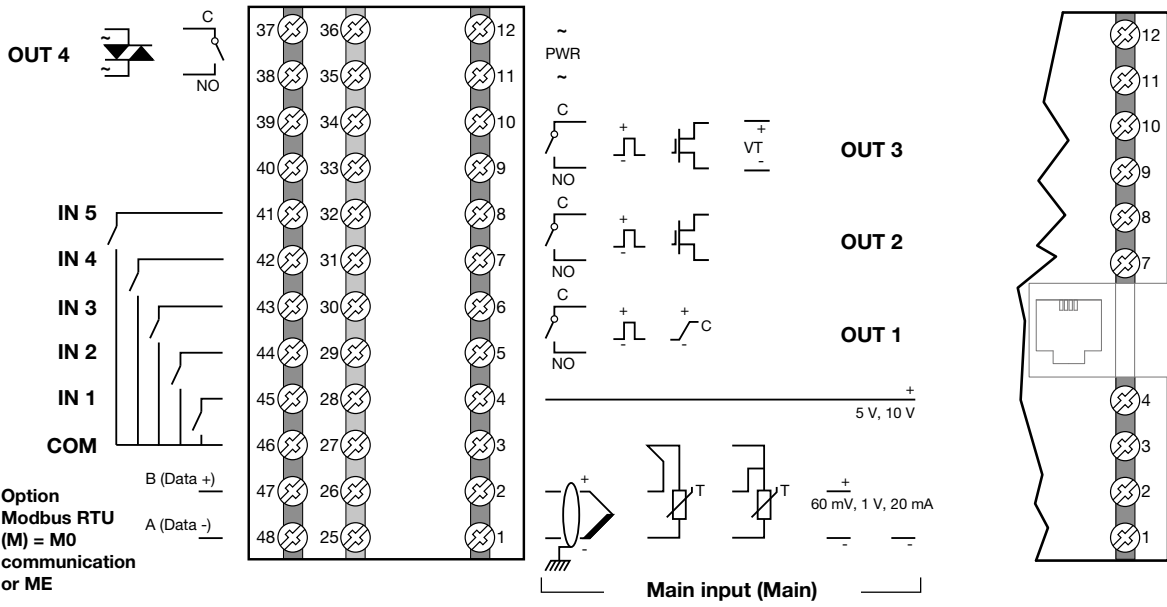 OUT 4
~
~
C
NO
37 36 12
38 35 11
39 34 10
40 33 9
41 32 8
42 31 7
43 30 6
44 29 5
45 28 4
46 27 3
47 26 2
48 25 1
IN 5
IN 4
IN 3
IN 2
IN 1
COM
B (Data +)
A (Data -)
Option
Modbus RTU
(M) = M0
communication
or ME
~
PWR
~
C
NO
+
-
+
VT
-
OUT 3
C
NO
+
-
OUT 2
C
NO
+
-
+
C
-
OUT 1
+
5 V, 10 V
+
-
T
T
+
60 mV, 1 V, 20 mA
-
-
Main input (Main)
12
11
10
9
8
7
4
3
2
1